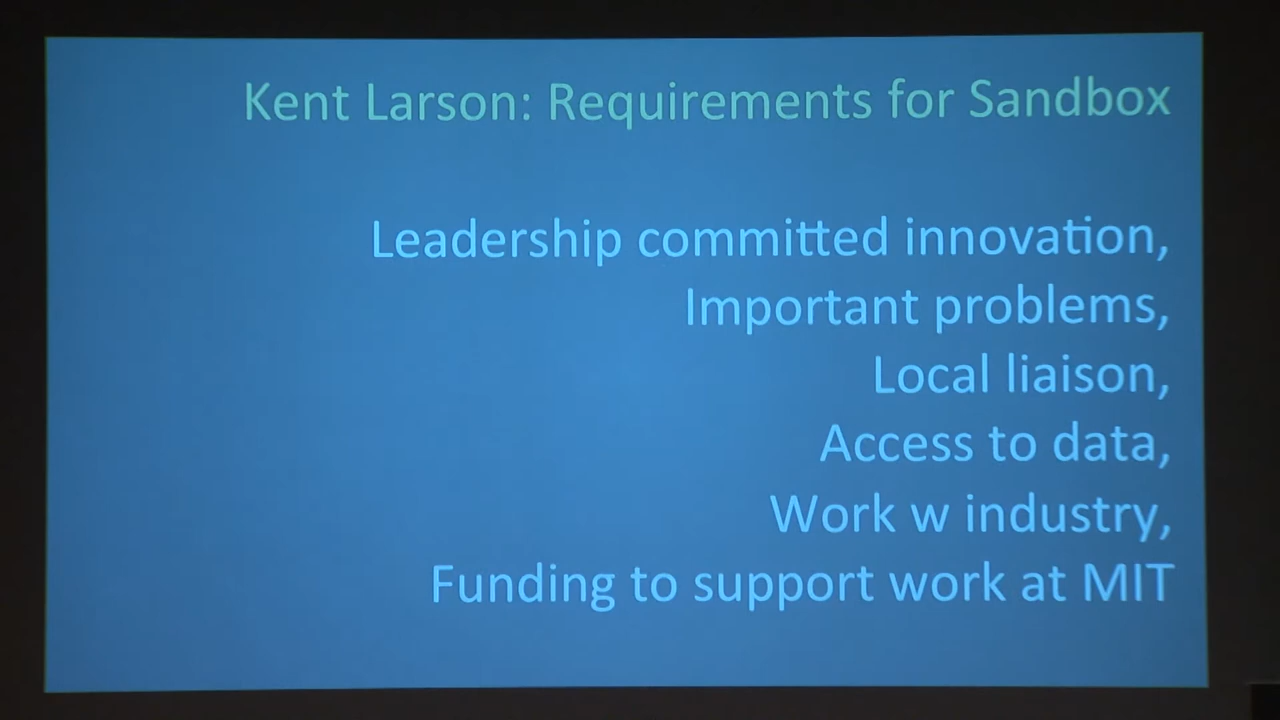 Kent Larson: Requirements for Sandbox
Leadership committed innovation,
Important problems,
Local liaison,
Access to data,
Work w industry,
Funding to support work at MIT